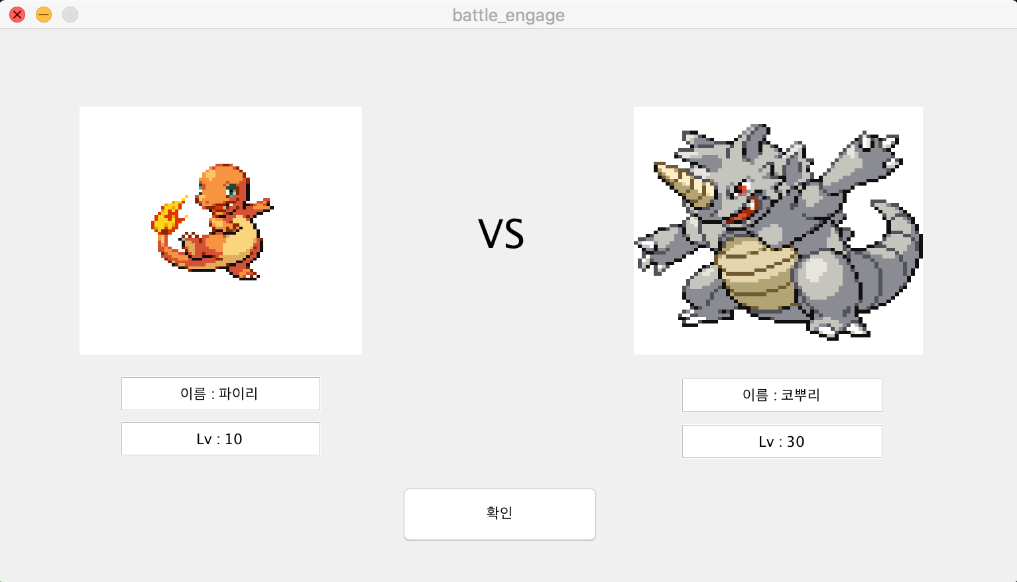 battle_engage
VS
이름 : 파이리
이름 : 코뿌리
Lv : 10
Lv : 30
확인